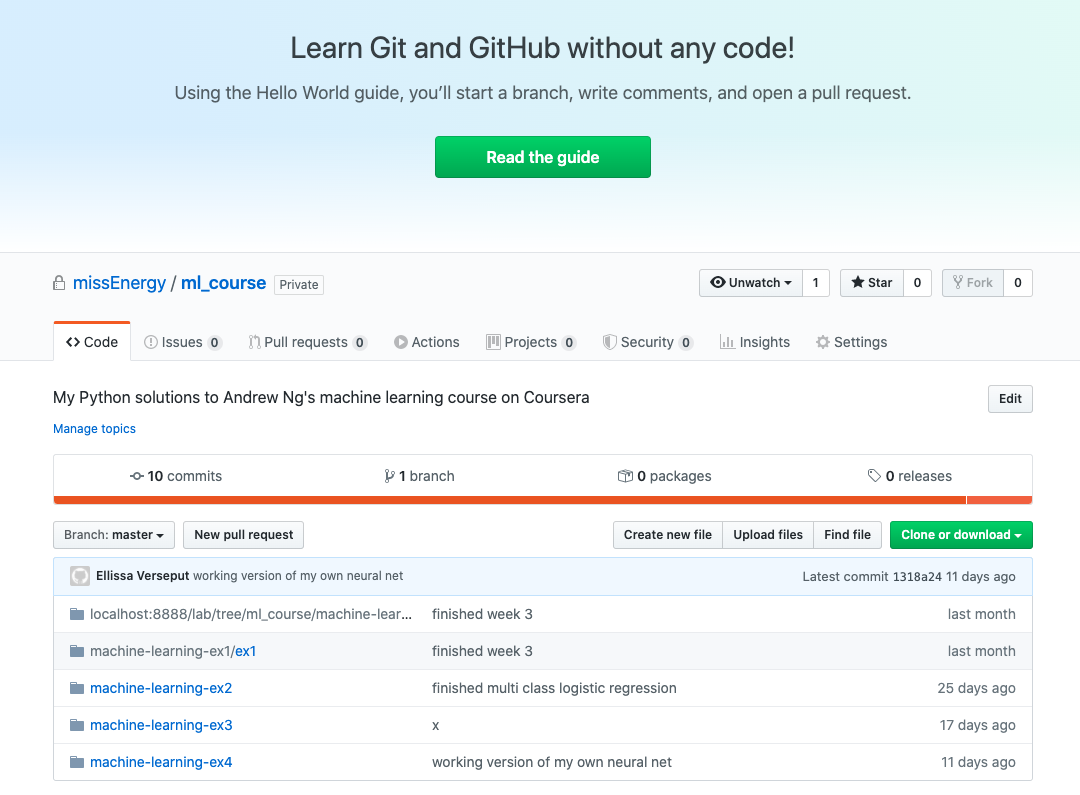 Learn Git and GitHub without any code!
Using the Hello World guide, you’ll start a branch, write comments, and open a pull request.
Read the guide
missEnergy / ml_course Private
Unwatch 1 Star 0 Fork 0
Code Issues 0 Pull requests 0 Actions Projects 0 Security 0 Insights Settings
My Python solutions to Andrew Ng's machine learning course on Coursera
Edit
Manage topics
10 commits 1 branch 0 packages 0 releases
Branch: master New pull request Create new file Upload files Find file Clone or download
Ellissa Verseput working version of my own neural net Latest commit 1318a24 11 days ago
localhost:8888/lab/tree/ml_course/machine-lear... finished week 3 last month
machine-learning-ex1/ex1 finished week 3 last month
machine-learning-ex2 finished multi class logistic regression 25 days ago
machine-learning-ex3 x 17 days ago
machine-learning-ex4 working version of my own neural net 11 days ago